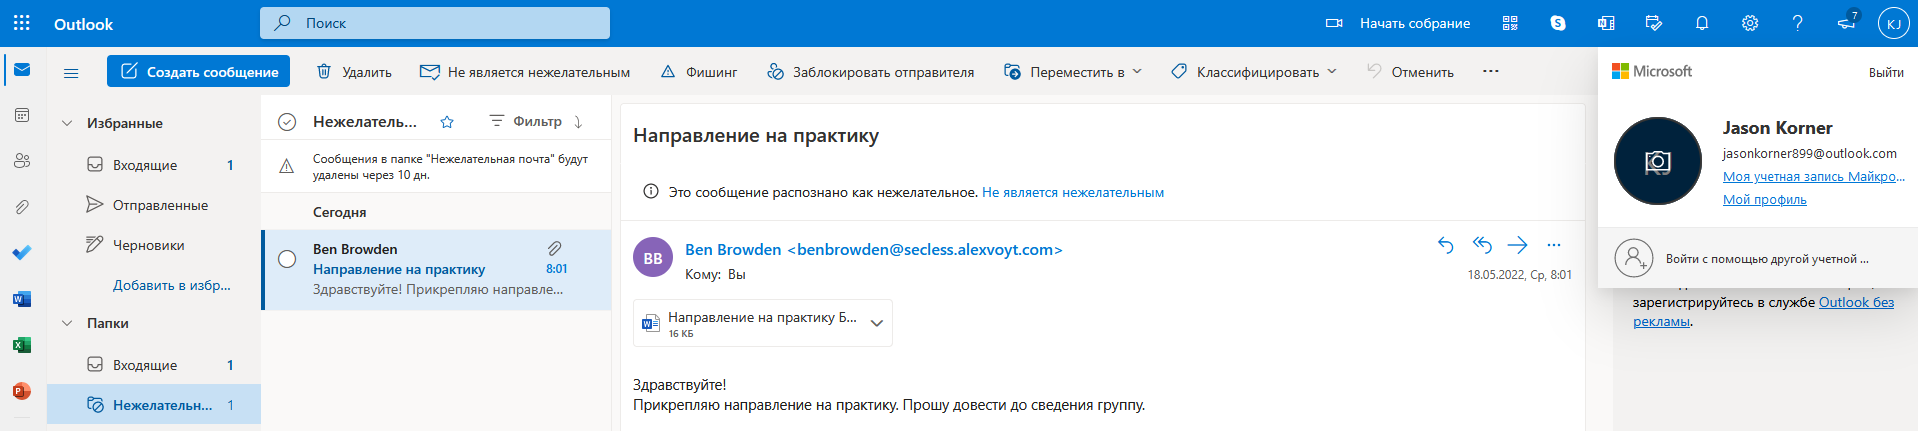 Outlook
Поиск
Начать собрание
7
KJ
Создать сообщение
Удалить
Не является нежелательным
Фишинг
Заблокировать отправителя
Переместить в
Классифицировать
Отменить
Избранные
Входящие 1
Отправленные
Черновики
Добавить в избр...
Папки
Входящие 1
Нежелательн... 1
Нежелатель...
Фильтр
Сообщения в папке "Нежелательная почта" будут
удалены через 10 дн.
Сегодня
Ben Browden
Направление на практику 8:01
Здравствуйте! Прикрепляю направле...
Направление на практику
Это сообщение распознано как нежелательное. Не является нежелательным
BB
Ben Browden <benbrowden@secless.alexvoyt.com>
Кому: Вы
18.05.2022, Ср, 8:01
Направление на практику Б...
16 КБ
Здравствуйте!
Прикрепляю направление на практику. Прошу довести до сведения группу.
Microsoft
Выйти
Jason Korner
jasonkorner899@outlook.com
Моя учетная запись Майкро...
Мой профиль
Войти с помощью другой учетной ...
зарегистрируйтесь в службе Outlook без
рекламы.